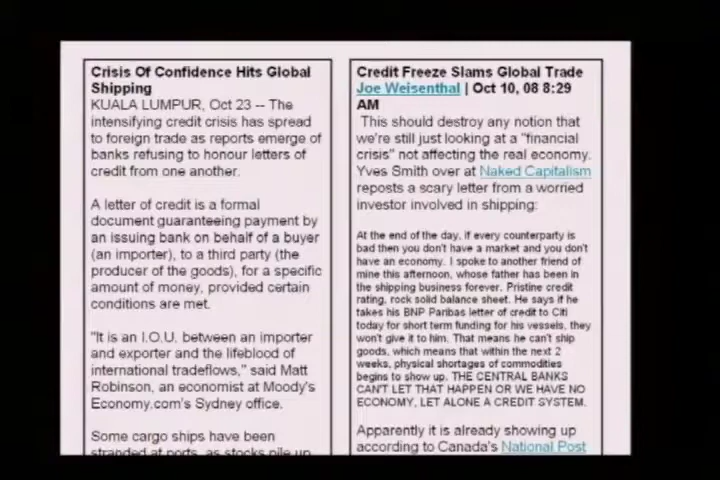 Crisis Of Confidence Hits Global
Shipping
KUALA LUMPUR, Oct 23 -- The
intensifying credit crisis has spread
to foreign trade as reports emerge of
banks refusing to honour letters of
credit from one another.
A letter of credit is a formal
document guaranteeing payment by
an issuing bank on behalf of a buyer
(an importer), to a third party (the
producer of the goods), for a specific
amount of money, provided certain
conditions are met.
"It is an I.O.U. between an importer
and exporter and the lifeblood of
international tradeflows," said Matt
Robinson, an economist at Moody's
Economy.com's Sydney office.
Some cargo ships have been
stranded at ports, as stocks pile up
Credit Freeze Slams Global Trade
Joe Weisenthal | Oct 10, 08 8:29
AM
This should destroy any notion that
we're still just looking at a "financial
crisis" not affecting the real economy.
Yves Smith over at Naked Capitalism
reposts a scary letter from a worried
investor involved in shipping:
At the end of the day, if every counterparty is
bad then you don't have a market and you don't
have an economy. I spoke to another friend of
mine this afternoon, whose father has been in
the shipping business forever. Pristine credit
rating, rock solid balance sheet. He says if he
takes his BNP Paribas letter of credit to Citi
today for short term funding for his vessels, they
won't give it to him. That means he can't ship
goods, which means that within the next 2
weeks, physical shortages of commodities
begins to show up. THE CENTRAL BANKS
CAN'T LET THAT HAPPEN OR WE HAVE NO
ECONOMY, LET ALONE A CREDIT SYSTEM.
Apparently it is already showing up
according to Canada's National Post